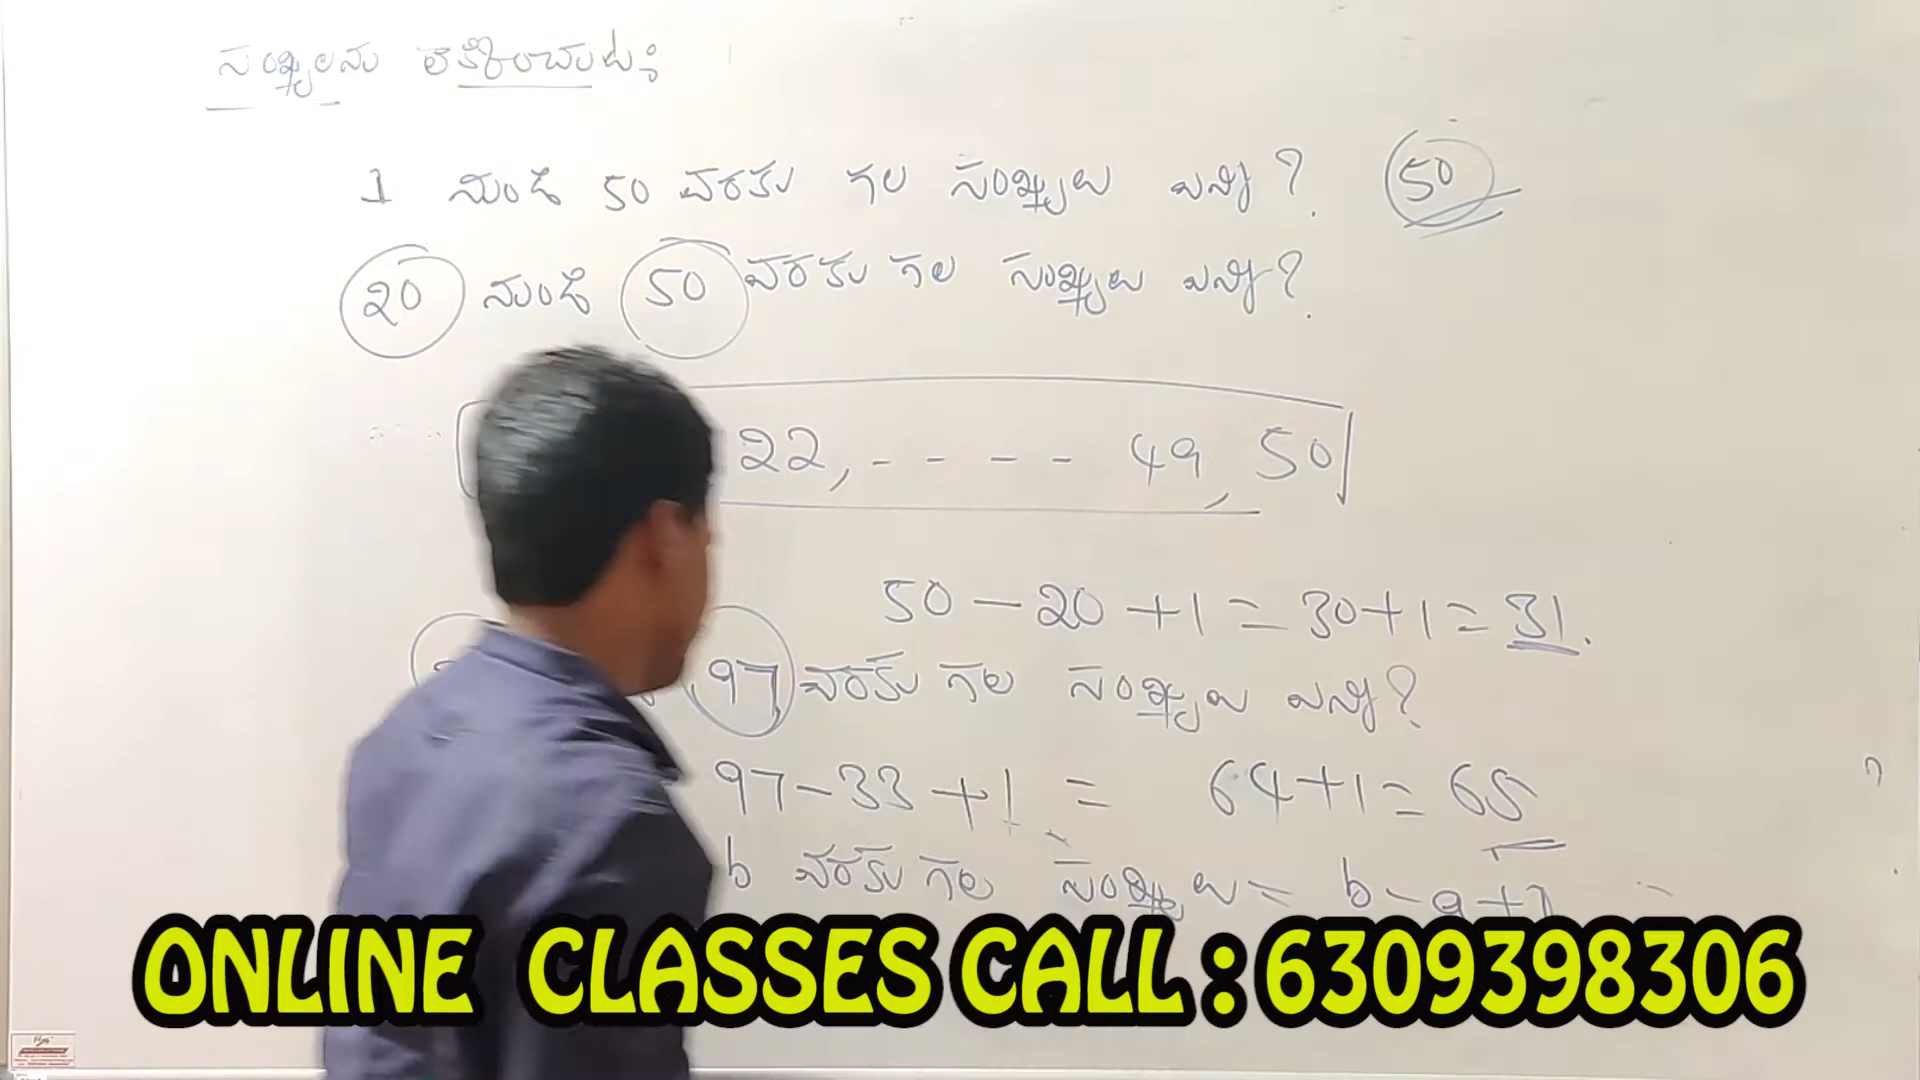 సంఖ్యలను లెక్కించుట :
1 నుండి 50 వరకు గల సంఖ్యలు ఎన్ని ? 50
20 నుండి 50 వరకు గల సంఖ్యలు ఎన్ని ?
22, - - - - 49, 50
50 - 20 + 1 = 30 + 1 = 31.
97 వరకు గల సంఖ్యలు ఎన్ని ?
97 - 33 + 1 = 64 + 1 = 65
b వరకు గల సంఖ్యలు = b - a + 1
ONLINE CLASSES CALL : 6309398306